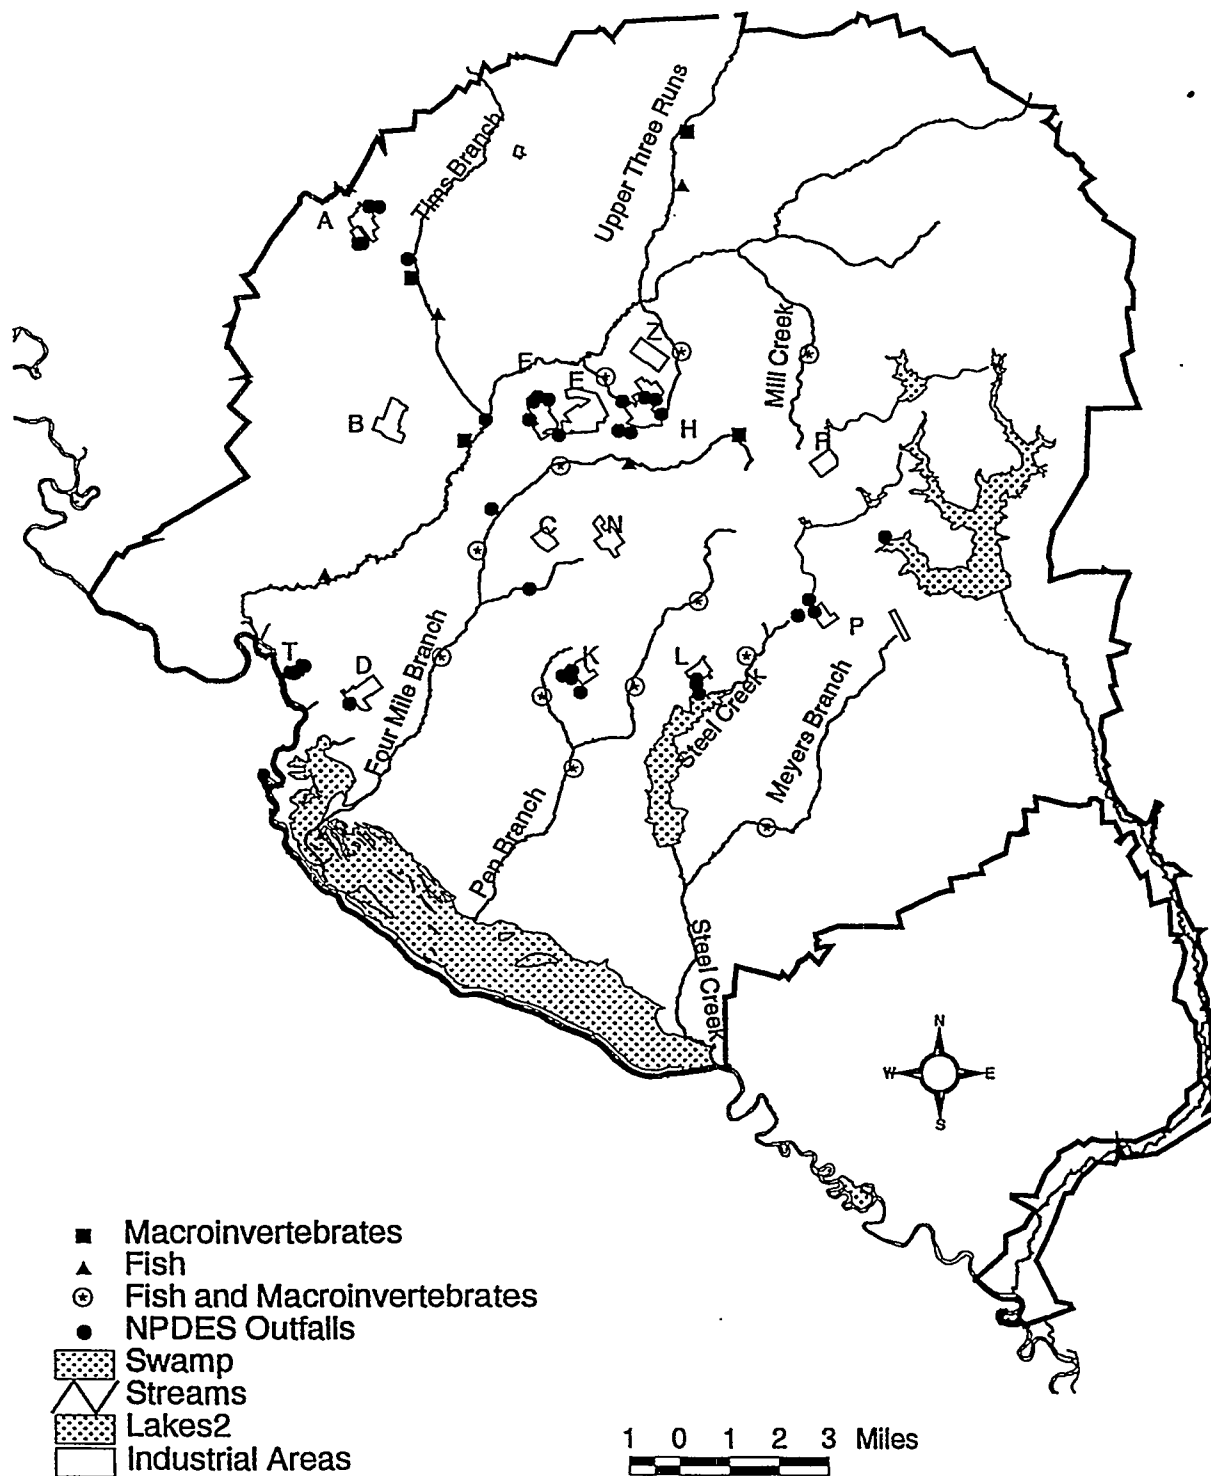 Upper Three Runs
Tims Branch
A
Z
Mill Creek
F
E
B
H
R
C
N
T
D
Four Mile Branch
K
L
P
Steel Creek
Meyers Branch
Pen Branch
Steel Creek
N
W
E
S
Macroinvertebrates
Fish
Fish and Macroinvertebrates
NPDES Outfalls
Swamp
Streams
Lakes2
Industrial Areas
1 0 1 2 3 Miles